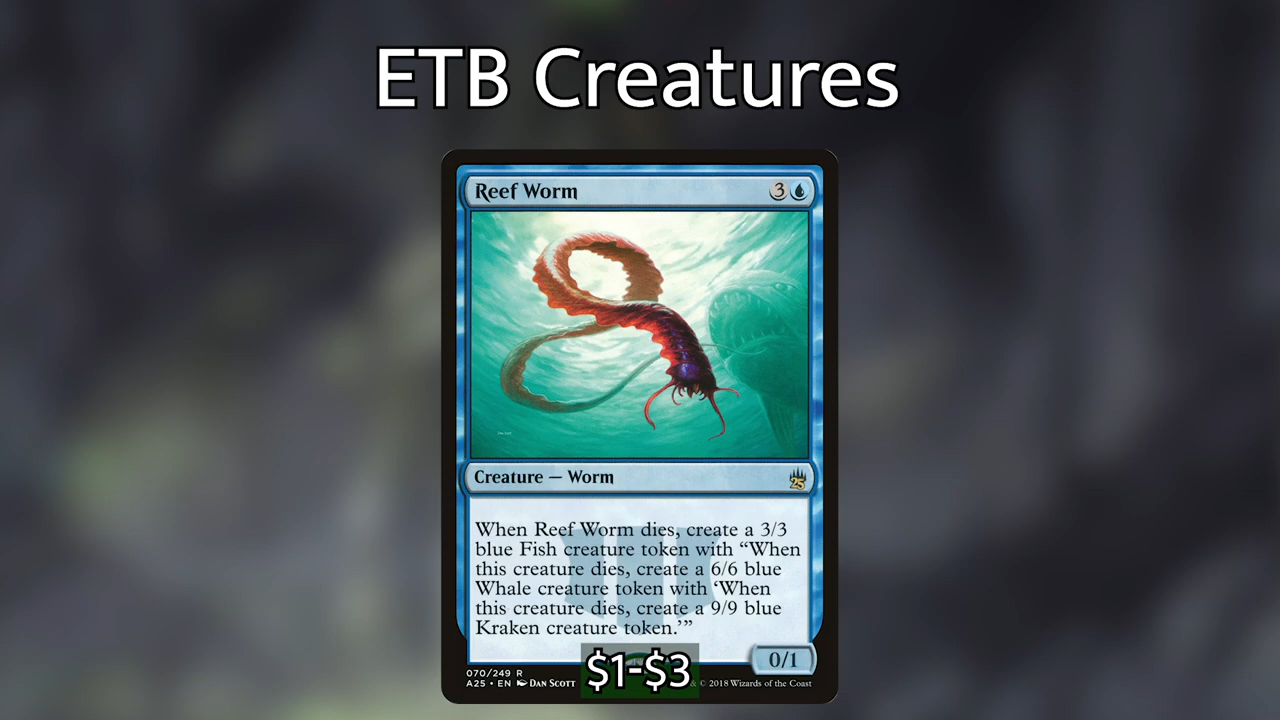 ETB Creatures
Reef Worm 3
Creature — Worm
25
When Reef Worm dies, create a 3/3
blue Fish creature token with “When
this creature dies, create a 6/6 blue
Whale creature token with ‘When
this creature dies, create a 9/9 blue
Kraken creature token.’”
0/1
$1-$3
070/249 R
A25 • EN DAN SCOTT & © 2018 Wizards of the Coast